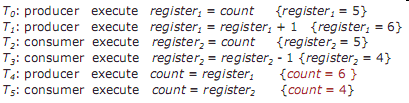 T₀: producer execute register₁ = count {register₁ = 5}
T₁: producer execute register₁ = register₁ + 1 {register₁ = 6}
T₂: consumer execute register₂ = count {register₂ = 5}
T₃: consumer execute register₂ = register₂ - 1 {register₂ = 4}
T₄: producer execute count = register₁ {count = 6 }
T₅: consumer execute count = register₂ {count = 4}